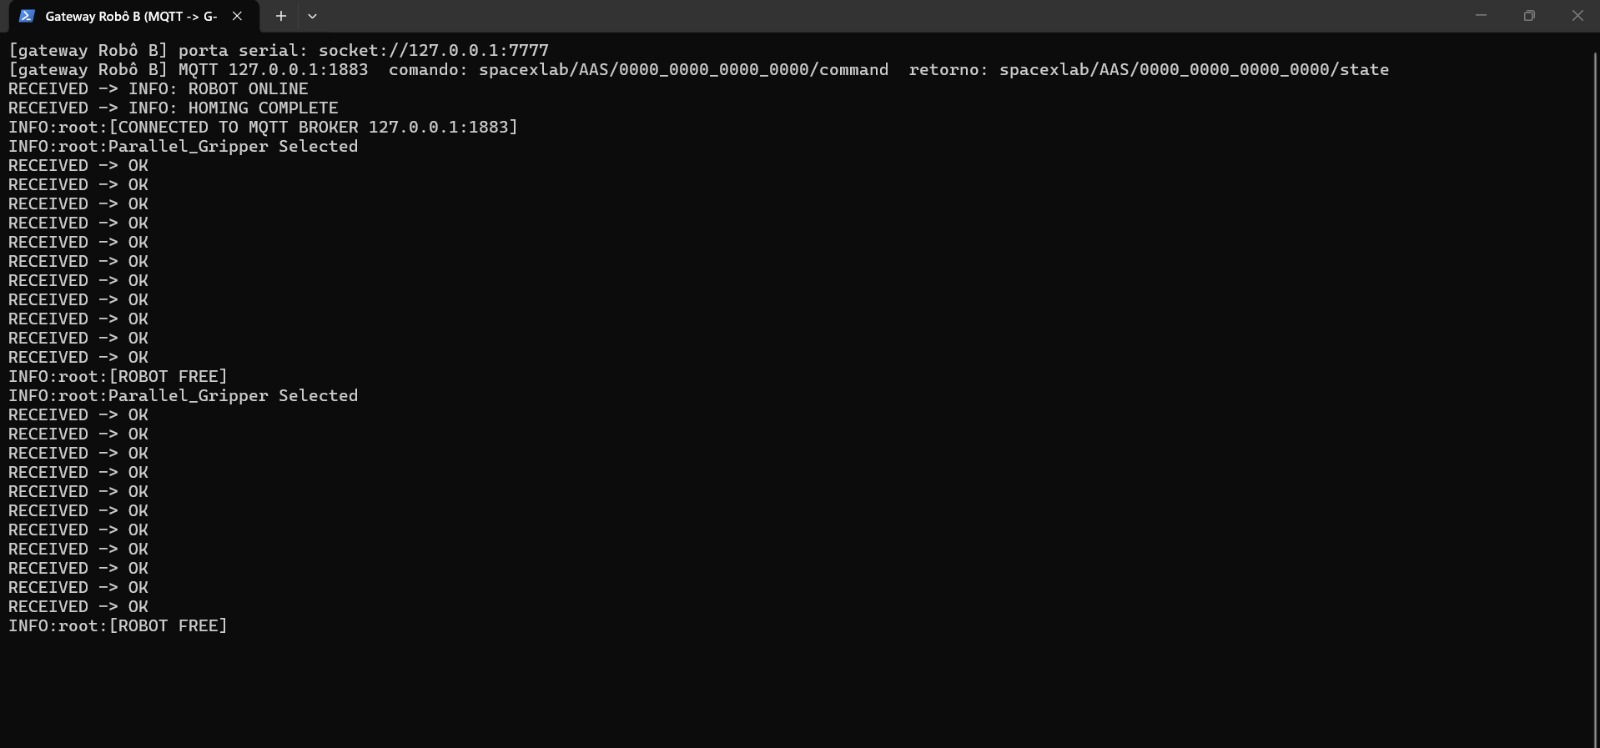 Gateway Robô B (MQTT -> G-
[gateway Robô B] porta serial: socket://127.0.0.1:7777
[gateway Robô B] MQTT 127.0.0.1:1883  comando: spacexlab/AAS/0000_0000_0000_0000/command  retorno: spacexlab/AAS/0000_0000_0000_0000/state
RECEIVED -> INFO: ROBOT ONLINE
RECEIVED -> INFO: HOMING COMPLETE
INFO:root:[CONNECTED TO MQTT BROKER 127.0.0.1:1883]
INFO:root:Parallel_Gripper Selected
RECEIVED -> OK
RECEIVED -> OK
RECEIVED -> OK
RECEIVED -> OK
RECEIVED -> OK
RECEIVED -> OK
RECEIVED -> OK
RECEIVED -> OK
RECEIVED -> OK
RECEIVED -> OK
RECEIVED -> OK
INFO:root:[ROBOT FREE]
INFO:root:Parallel_Gripper Selected
RECEIVED -> OK
RECEIVED -> OK
RECEIVED -> OK
RECEIVED -> OK
RECEIVED -> OK
RECEIVED -> OK
RECEIVED -> OK
RECEIVED -> OK
RECEIVED -> OK
RECEIVED -> OK
RECEIVED -> OK
INFO:root:[ROBOT FREE]